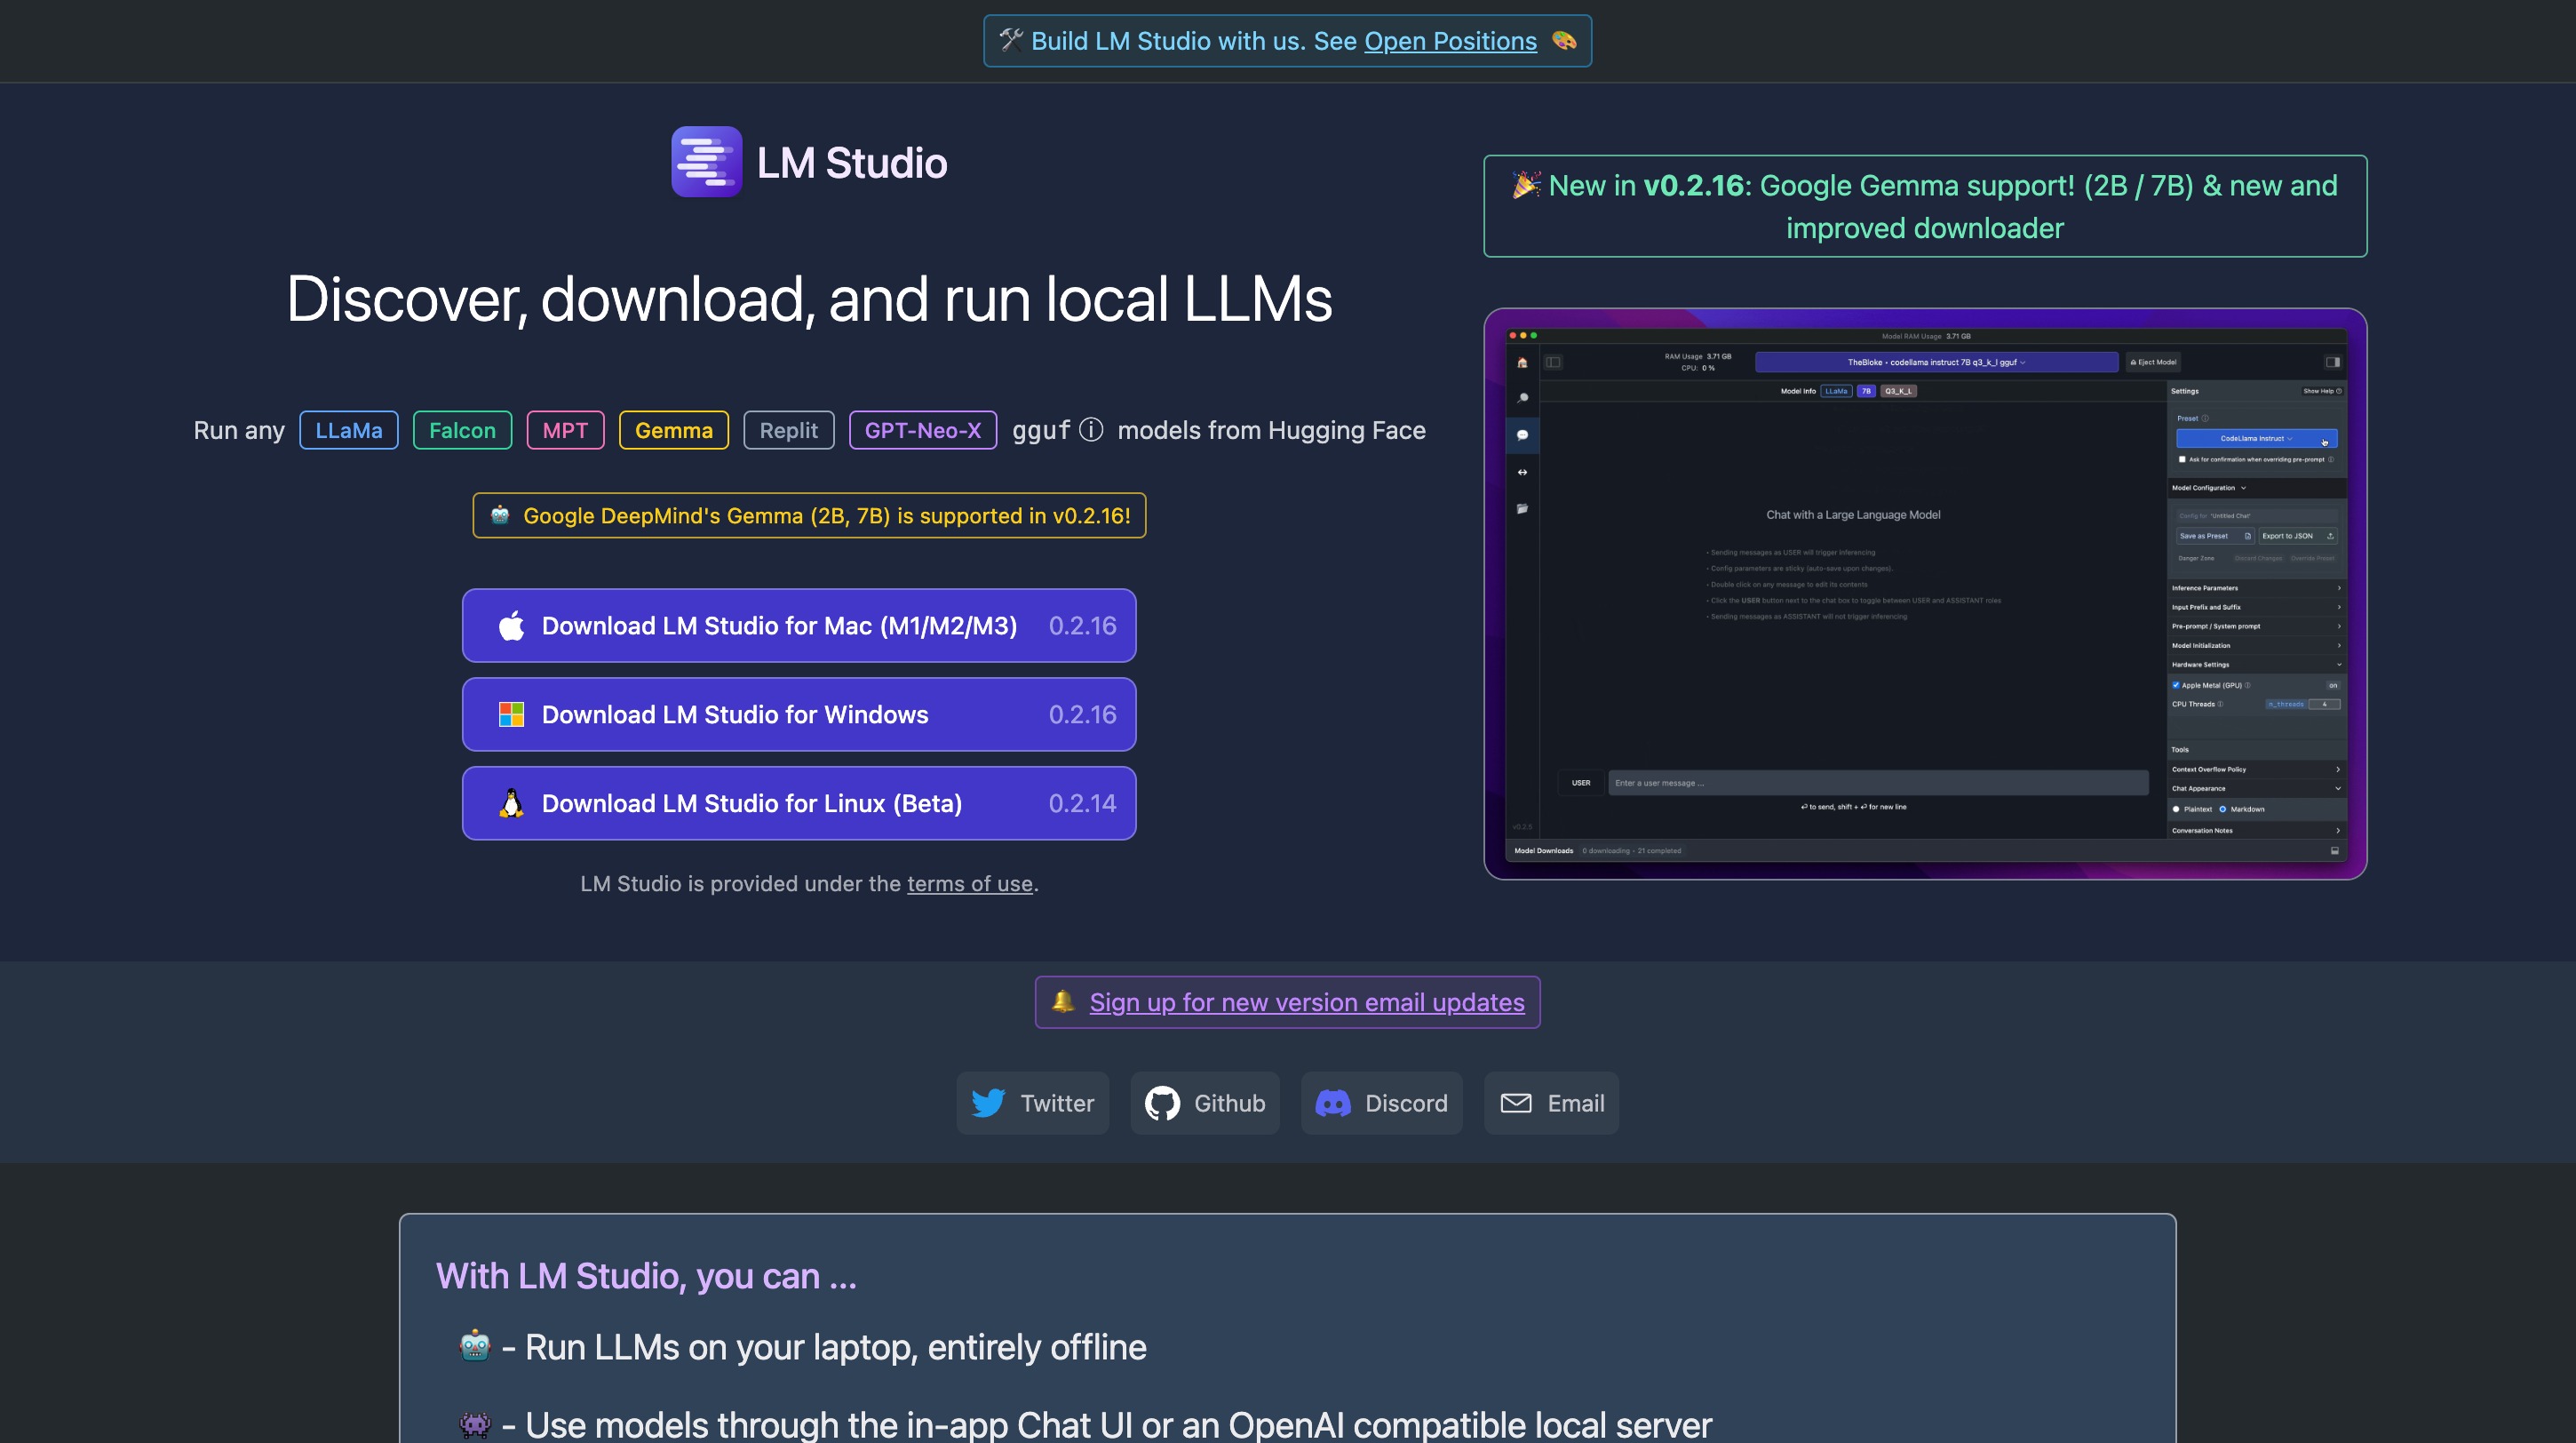 🛠️ Build LM Studio with us. See Open Positions 🎨
LM Studio
Discover, download, and run local LLMs
Run any LLaMa Falcon MPT Gemma Replit GPT-Neo-X gguf ⓘ models from Hugging Face
🤖 Google DeepMind's Gemma (2B, 7B) is supported in v0.2.16!
Download LM Studio for Mac (M1/M2/M3) 0.2.16
Download LM Studio for Windows 0.2.16
Download LM Studio for Linux (Beta) 0.2.14
LM Studio is provided under the terms of use.
🎉 New in v0.2.16: Google Gemma support! (2B / 7B) & new and
improved downloader
Model RAM Usage 3.71 GB
RAM Usage 3.71 GB
CPU: 0 %
TheBloke • codellama instruct 7B q3_k_l gguf
Eject Model
Model Info LLaMa 7B Q3_K_L
Chat with a Large Language Model
• Sending messages as USER will trigger inferencing
• Config parameters are sticky (auto-save upon changes).
• Double click on any message to edit its contents
• Click the USER button next to the chat box to toggle between USER and ASSISTANT roles
• Sending messages as ASSISTANT will not trigger inferencing
USER Enter a user message ...
⏎ to send, shift + ⏎ for new line
v0.2.5
Model Downloads 0 downloading - 21 completed
Settings Show Help
Preset ⓘ
CodeLlama Instruct
Ask for confirmation when overriding pre-prompt ⓘ
Model Configuration
Config for "Untitled Chat"
Save as Preset Export to JSON
Danger Zone Discard Changes Override Preset
Inference Parameters
Input Prefix and Suffix
Pre-prompt / System prompt
Model Initialization
Hardware Settings
Apple Metal (GPU) ⓘ on
CPU Threads ⓘ n_threads 4
Tools
Context Overflow Policy
Chat Appearance
Plaintext Markdown
Conversation Notes
🔔 Sign up for new version email updates
Twitter Github Discord Email
With LM Studio, you can ...
🤖 - Run LLMs on your laptop, entirely offline
👾 - Use models through the in-app Chat UI or an OpenAI compatible local server